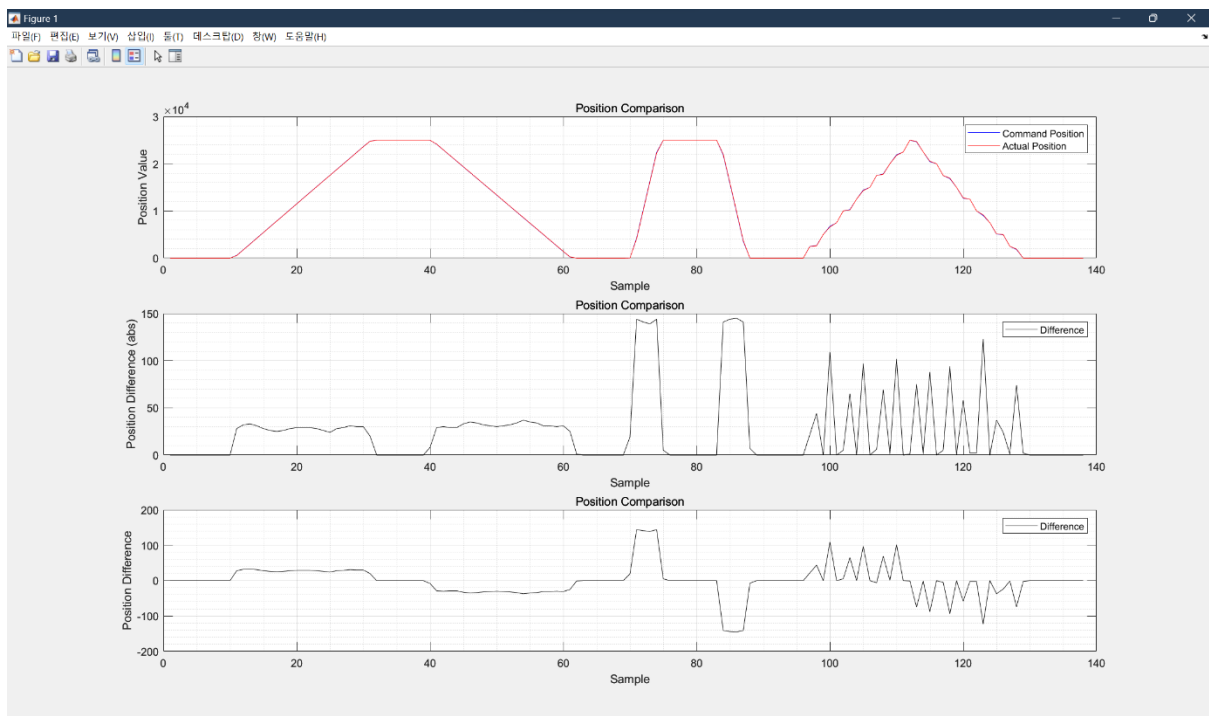 Figure 1
파일(F) 편집(E) 보기(V) 삽입(I) 툴(T) 데스크탑(D) 창(W) 도움말(H)
Position Comparison
×10⁴
3
2
1
0
Position Value
Command Position
Actual Position
0 20 40 60 80 100 120 140
Sample
Position Comparison
150
100
50
0
Position Difference (abs)
Difference
0 20 40 60 80 100 120 140
Sample
Position Comparison
200
100
0
-100
-200
Position Difference
Difference
0 20 40 60 80 100 120 140
Sample